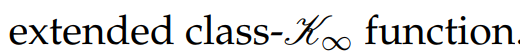 extended class-𝒦∞ function.